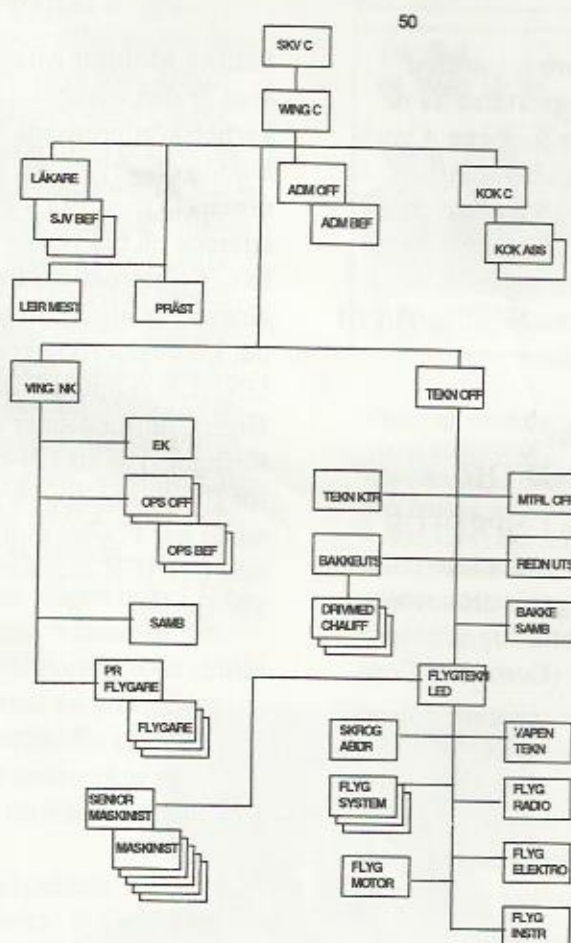 50
SKV C
WING C
LÄKARE
SJV BEF
ADM OFF
ADM BEF
KOK C
KOK ASS
LEIR MEST
PRÄST
VING NK
TEKN OFF
EK
OPS OFF
OPS BEF
SAMB
PR
FLYGARE
FLYGARE
TEKN KTR
MTRL OFF
BAKKEUTS
REDN UTS
DRIVMED
CHAUFF
BAKKE
SAMB
FLYGTEKN
LED
SKROG
ABDR
VAPEN
TEKN
SENIOR
MASKINIST
MASKINIST
FLYG
SYSTEM
FLYG
RADIO
FLYG
MOTOR
FLYG
ELEKTRO
FLYG
INSTR